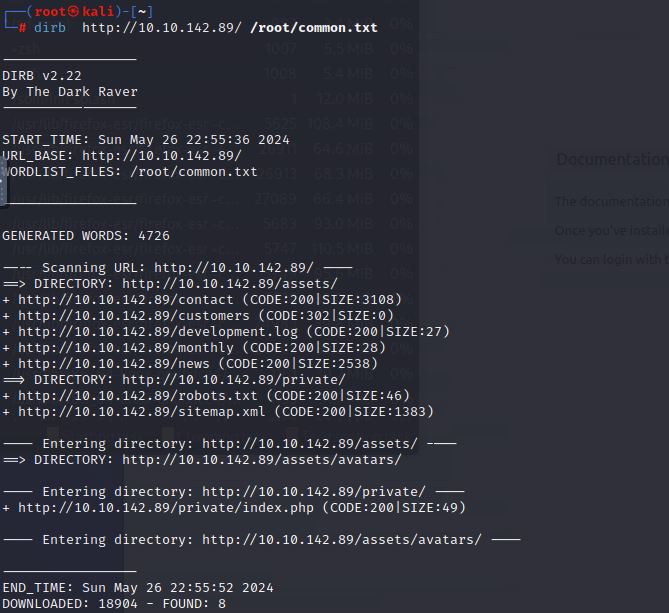 ┌──(root㉿kali)-[~]
└─# dirb  http://10.10.142.89/ /root/common.txt
-----------------
DIRB v2.22
By The Dark Raver
-----------------
START_TIME: Sun May 26 22:55:36 2024
URL_BASE: http://10.10.142.89/
WORDLIST_FILES: /root/common.txt
-----------------
GENERATED WORDS: 4726
---- Scanning URL: http://10.10.142.89/ ----
==> DIRECTORY: http://10.10.142.89/assets/
+ http://10.10.142.89/contact (CODE:200|SIZE:3108)
+ http://10.10.142.89/customers (CODE:302|SIZE:0)
+ http://10.10.142.89/development.log (CODE:200|SIZE:27)
+ http://10.10.142.89/monthly (CODE:200|SIZE:28)
+ http://10.10.142.89/news (CODE:200|SIZE:2538)
==> DIRECTORY: http://10.10.142.89/private/
+ http://10.10.142.89/robots.txt (CODE:200|SIZE:46)
+ http://10.10.142.89/sitemap.xml (CODE:200|SIZE:1383)
---- Entering directory: http://10.10.142.89/assets/ ----
==> DIRECTORY: http://10.10.142.89/assets/avatars/
---- Entering directory: http://10.10.142.89/private/ ----
+ http://10.10.142.89/private/index.php (CODE:200|SIZE:49)
---- Entering directory: http://10.10.142.89/assets/avatars/ ----
-----------------
END_TIME: Sun May 26 22:55:52 2024
DOWNLOADED: 18904 - FOUND: 8
Documentation
The documentation
Once you've installe
You can login with t